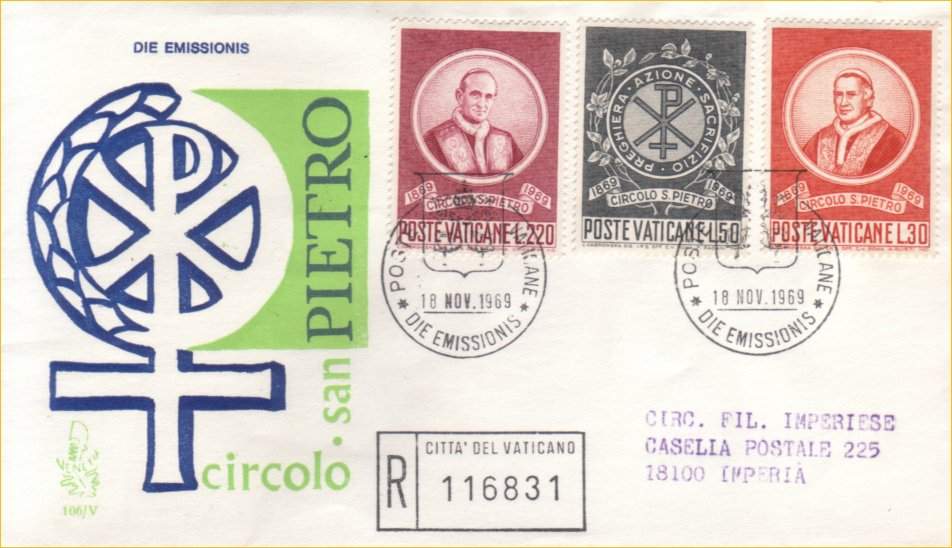 DIE EMISSIONIS
circolo · san PIETRO
106/V
1869 1969
CIRCOLO S. PIETRO
POSTE VATICANE L.220
PREGHIERA · AZIONE · SACRIFIZIO
1869 1969
CIRCOLO S. PIETRO
POSTE VATICANE L.50
1869 1969
CIRCOLO S. PIETRO
POSTE VATICANE L.30
18 NOV. 1969
* DIE EMISSIONIS *
18 NOV. 1969
* DIE EMISSIONIS *
R
CITTA' DEL VATICANO
116831
CIRC. FIL. IMPERIESE
CASELIA POSTALE 225
18100 IMPERIÀ